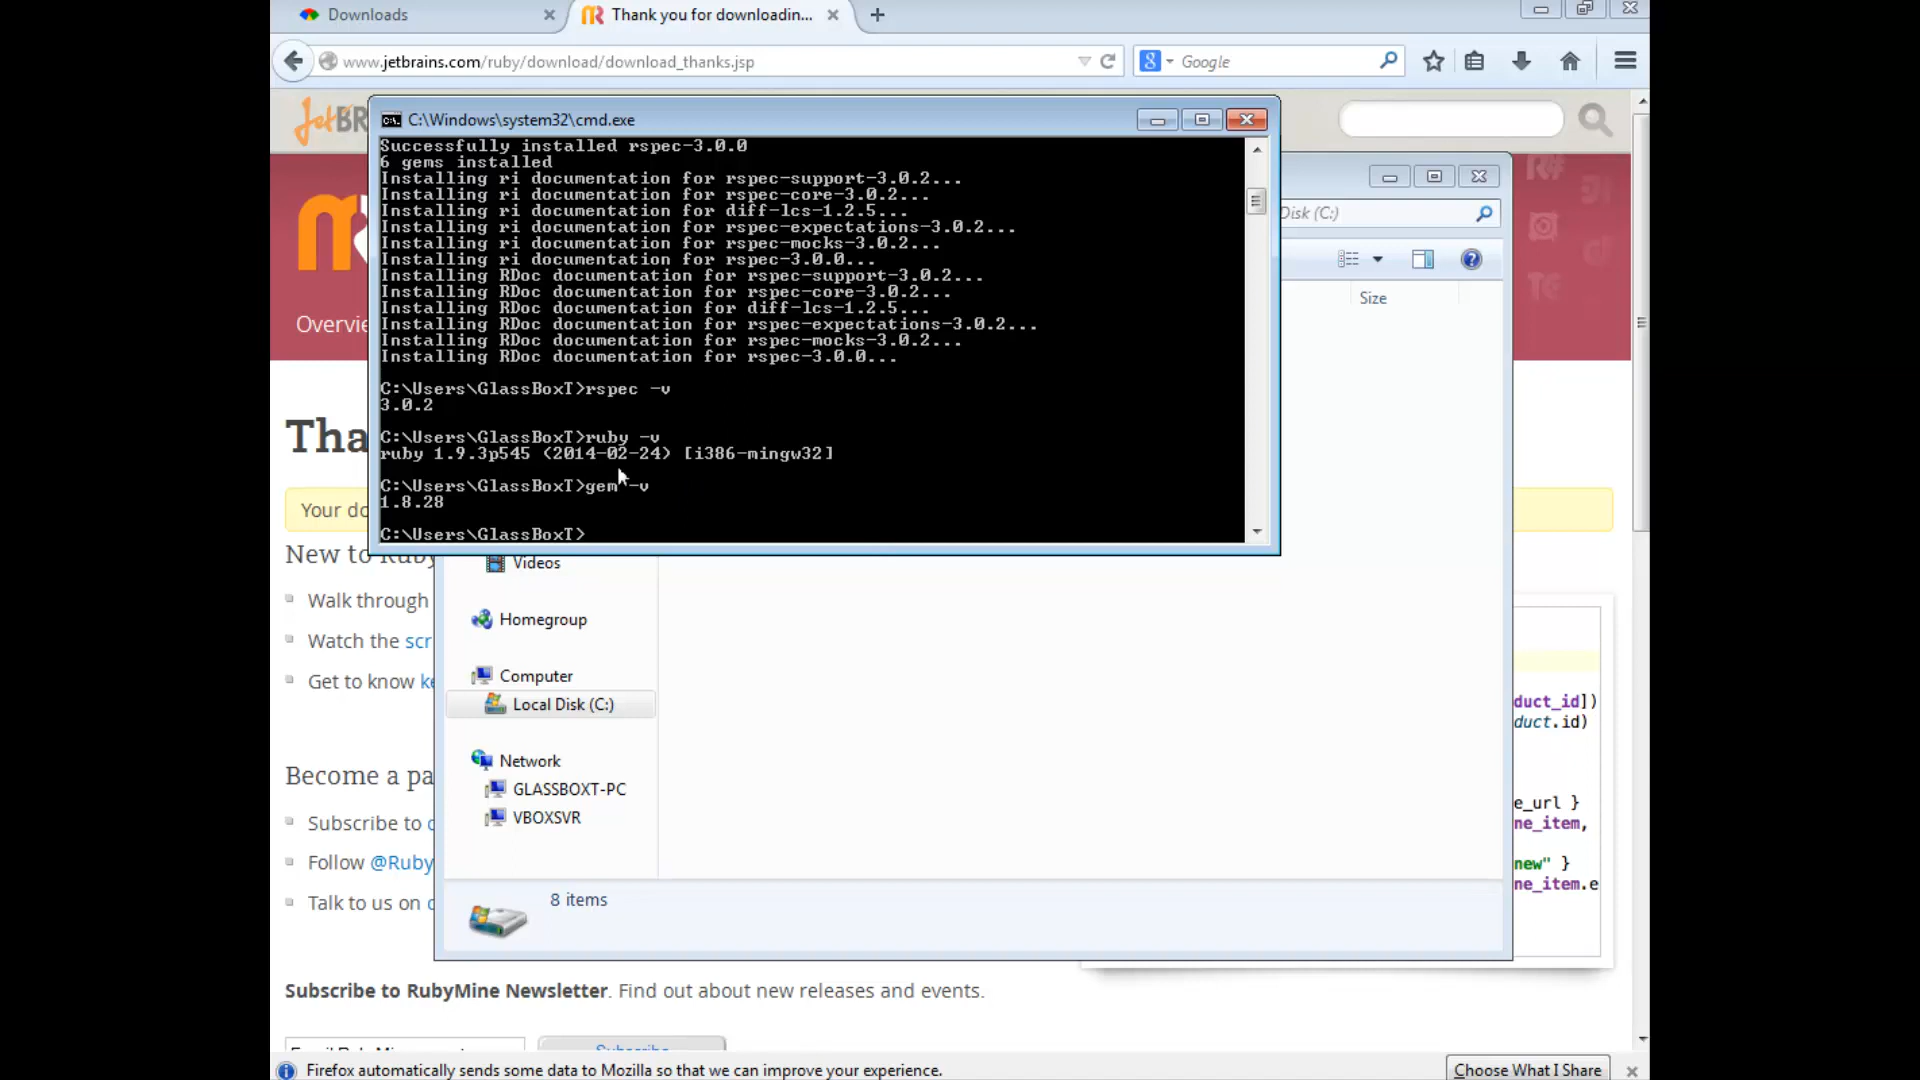 Downloads
Thank you for downloadin...
www.jetbrains.com/ruby/download/download_thanks.jsp
Google
C:\Windows\system32\cmd.exe
Successfully installed rspec-3.0.0
6 gems installed
Installing ri documentation for rspec-support-3.0.2...
Installing ri documentation for rspec-core-3.0.2...
Installing ri documentation for diff-lcs-1.2.5...
Installing ri documentation for rspec-expectations-3.0.2...
Installing ri documentation for rspec-mocks-3.0.2...
Installing ri documentation for rspec-3.0.0...
Installing RDoc documentation for rspec-support-3.0.2...
Installing RDoc documentation for rspec-core-3.0.2...
Installing RDoc documentation for diff-lcs-1.2.5...
Installing RDoc documentation for rspec-expectations-3.0.2...
Installing RDoc documentation for rspec-mocks-3.0.2...
Installing RDoc documentation for rspec-3.0.0...
C:\Users\GlassBoxT>rspec -v
3.0.2
C:\Users\GlassBoxT>ruby -v
ruby 1.9.3p545 (2014-02-24) [i386-mingw32]
C:\Users\GlassBoxT>gem -v
1.8.28
C:\Users\GlassBoxT>
JetBR
Overvie
Tha
Your do
New to Ruby
Walk through
Watch the scr
Get to know ke
Become a pa
Subscribe to
Follow @Ruby
Talk to us on
Disk (C:)
Size
Videos
Homegroup
Computer
Local Disk (C:)
Network
GLASSBOXT-PC
VBOXSVR
8 items
duct_id])
duct.id)
e_url }
ne_item,
new" }
ne_item.e
Subscribe to RubyMine Newsletter. Find out about new releases and events.
Subscribe
Firefox automatically sends some data to Mozilla so that we can improve your experience.
Choose What I Share